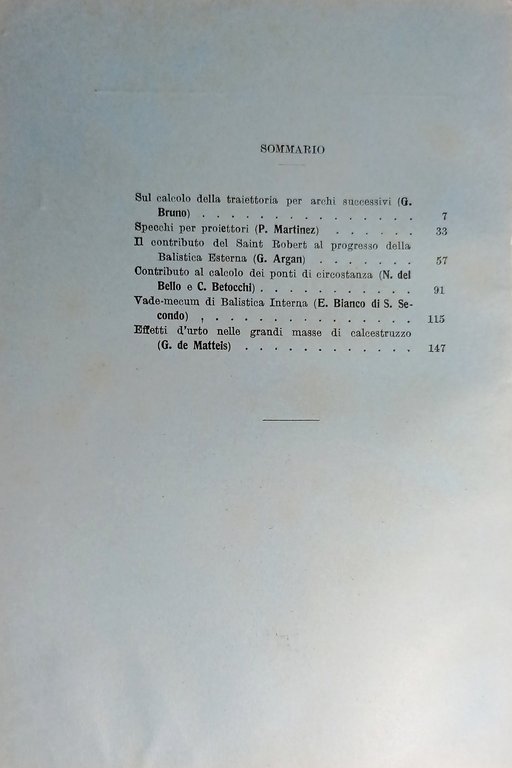 SOMMARIO
Sul calcolo della traiettoria per archi successivi (G.
Bruno) . . . . . . . . . . . . . . . 7
Specchi per proiettori (P. Martinez) . . . . . . 33
Il contributo del Saint Robert al progresso della
Balistica Esterna (G. Argan) . . . . . . . 57
Contributo al calcolo dei ponti di circostanza (N. del
Bello e C. Betocchi) . . . . . . . . . . . 91
Vade-mecum di Balistica Interna (E. Bianco di S. Se-
condo) , . . . . . . . . . . . . . . 115
Effetti d'urto nelle grandi masse di calcestruzzo
(G. de Matteis) . . . . . . . . . . . . 147